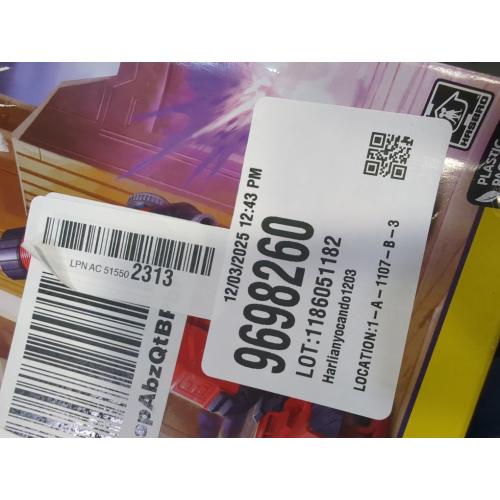 12/03/2025 12:43 PM
9698260
LOT:1186051182
Harlianyocando1203
LOCATION:1-A-1107-B-3
LPN AC 51550 2313
HASBRO
PLASTIC